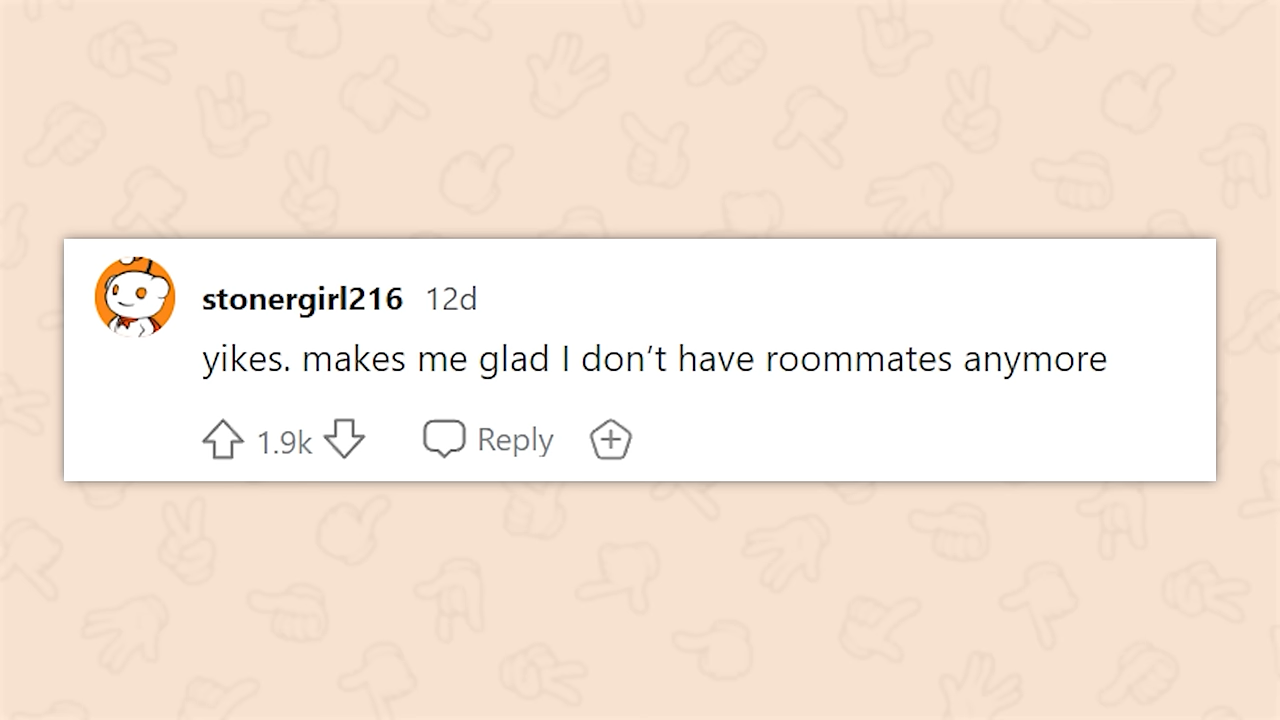 stonergirl216 12d
yikes. makes me glad I don’t have roommates anymore
1.9k Reply